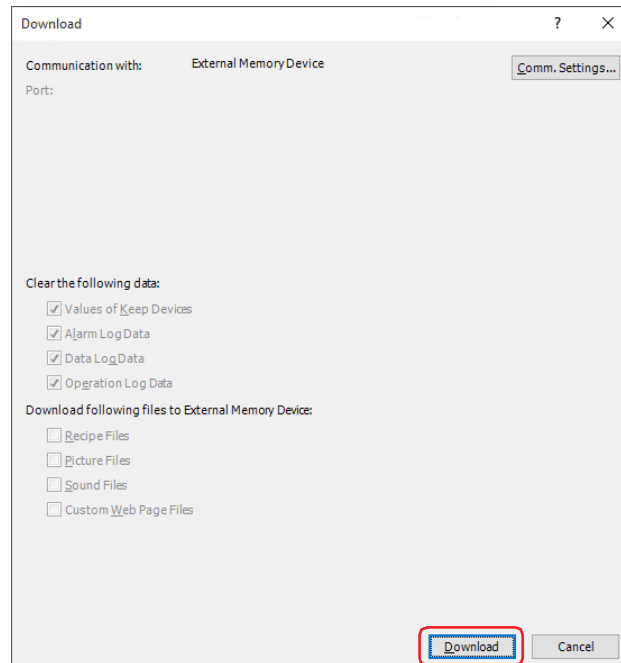 Download
Communication with: External Memory Device
Comm. Settings...
Port:
Clear the following data:
Values of Keep Devices
Alarm Log Data
Data Log Data
Operation Log Data
Download following files to External Memory Device:
Recipe Files
Picture Files
Sound Files
Custom Web Page Files
Download Cancel